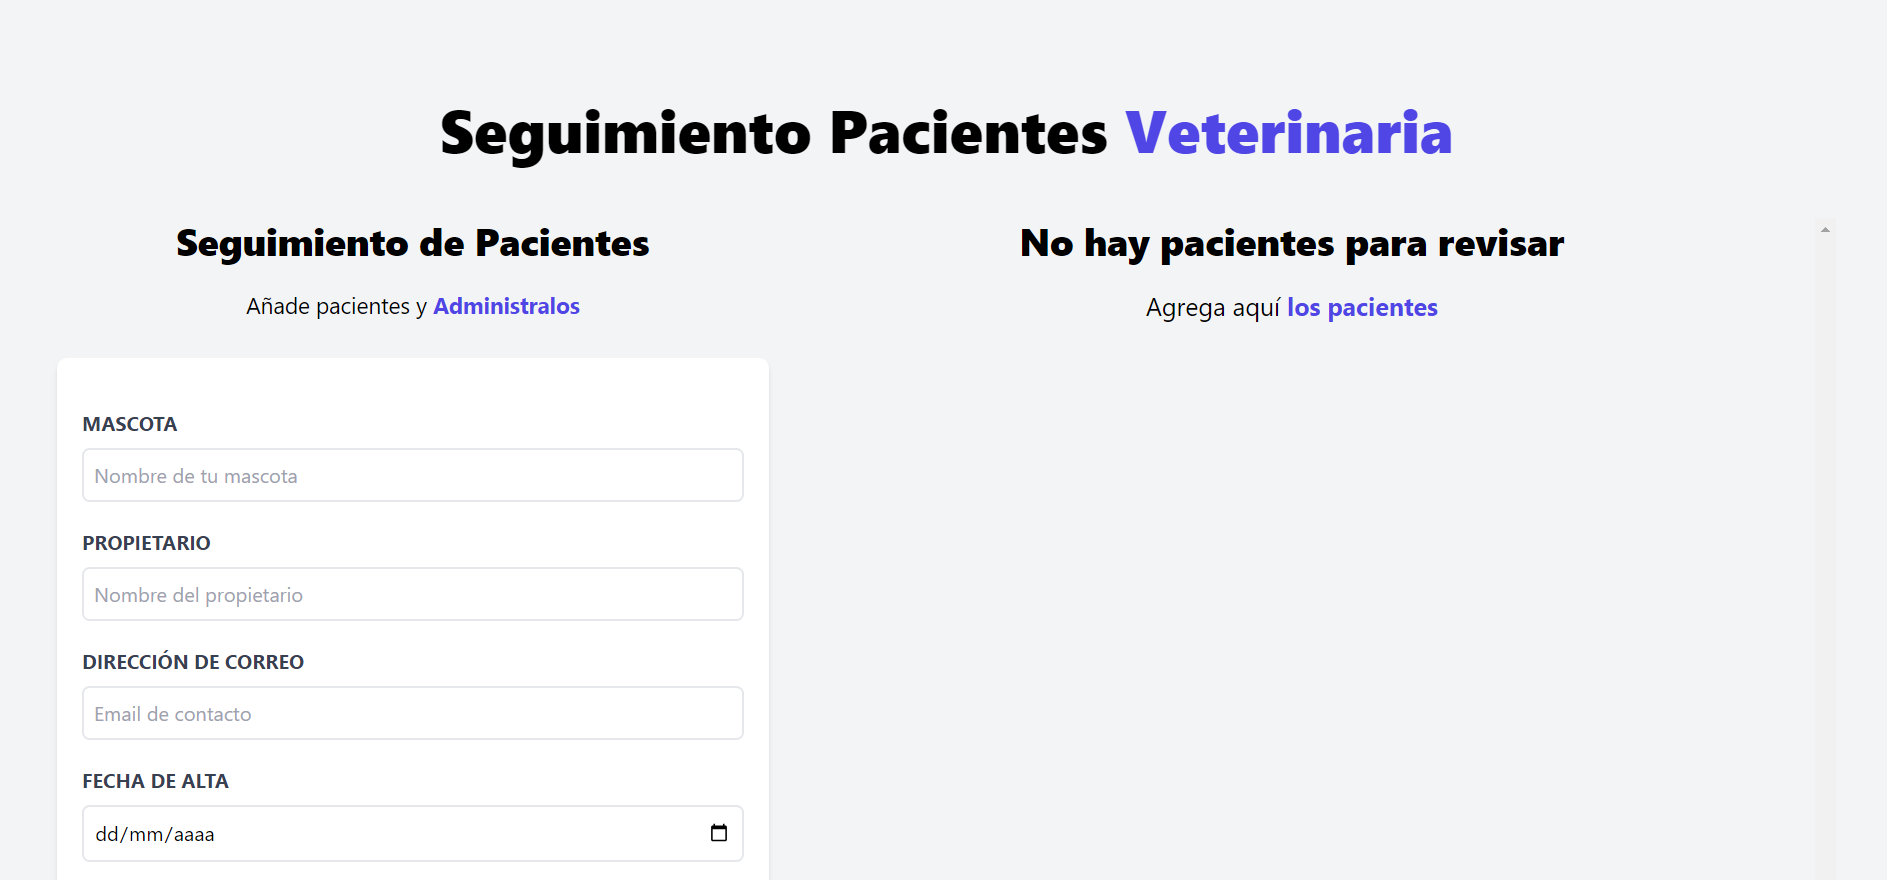 Seguimiento Pacientes Veterinaria
Seguimiento de Pacientes
Añade pacientes y Administralos
MASCOTA
Nombre de tu mascota
PROPIETARIO
Nombre del propietario
DIRECCIÓN DE CORREO
Email de contacto
FECHA DE ALTA
dd/mm/aaaa
No hay pacientes para revisar
Agrega aquí los pacientes